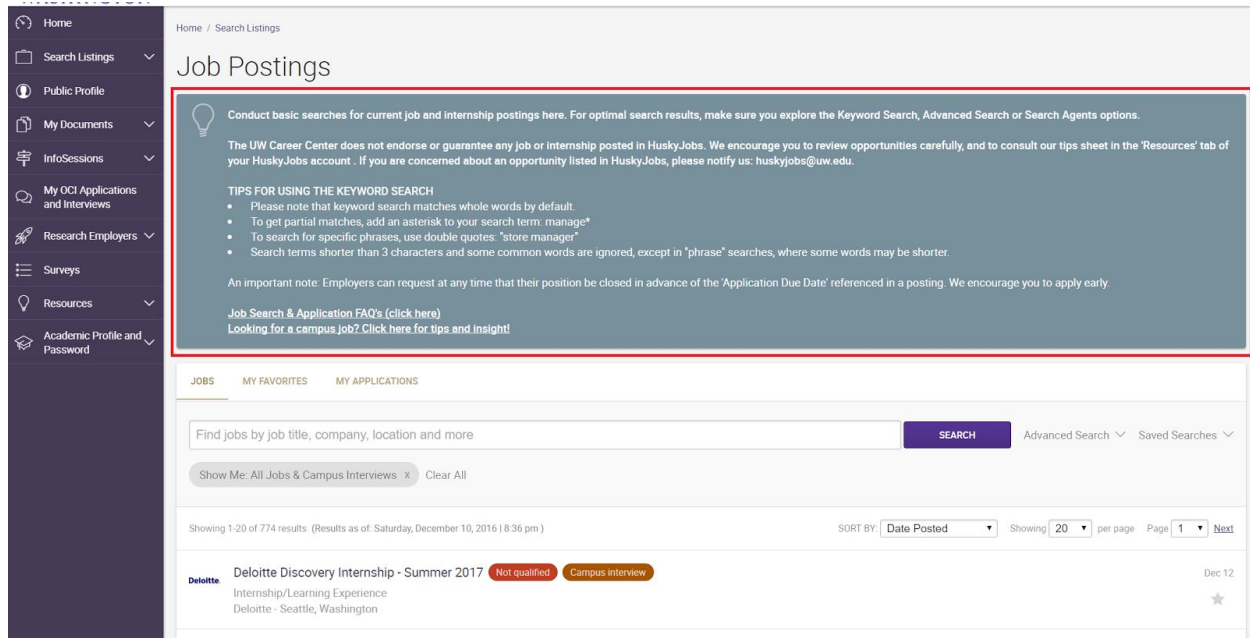 Home
Search Listings
Public Profile
My Documents
InfoSessions
My OCI Applications
and Interviews
Research Employers
Surveys
Resources
Academic Profile and
Password
Home / Search Listings
Job Postings
Conduct basic searches for current job and internship postings here. For optimal search results, make sure you explore the Keyword Search, Advanced Search or Search Agents options.
The UW Career Center does not endorse or guarantee any job or internship posted in HuskyJobs. We encourage you to review opportunities carefully, and to consult our tips sheet in the 'Resources' tab of
your HuskyJobs account . If you are concerned about an opportunity listed in HuskyJobs, please notify us: huskyjobs@uw.edu.
TIPS FOR USING THE KEYWORD SEARCH
• Please note that keyword search matches whole words by default.
• To get partial matches, add an asterisk to your search term: manage*
• To search for specific phrases, use double quotes: "store manager"
• Search terms shorter than 3 characters and some common words are ignored, except in "phrase" searches, where some words may be shorter.
An important note: Employers can request at any time that their position be closed in advance of the 'Application Due Date' referenced in a posting. We encourage you to apply early.
Job Search & Application FAQ's (click here)
Looking for a campus job? Click here for tips and insight!
JOBS MY FAVORITES MY APPLICATIONS
Find jobs by job title, company, location and more SEARCH Advanced Search Saved Searches
Show Me: All Jobs & Campus Interviews x Clear All
Showing 1-20 of 774 results (Results as of: Saturday, December 10, 2016 | 8:36 pm ) SORT BY: Date Posted Showing 20 per page Page 1 Next
Deloitte. Deloitte Discovery Internship - Summer 2017 Not qualified Campus interview Dec 12
Internship/Learning Experience
Deloitte - Seattle, Washington